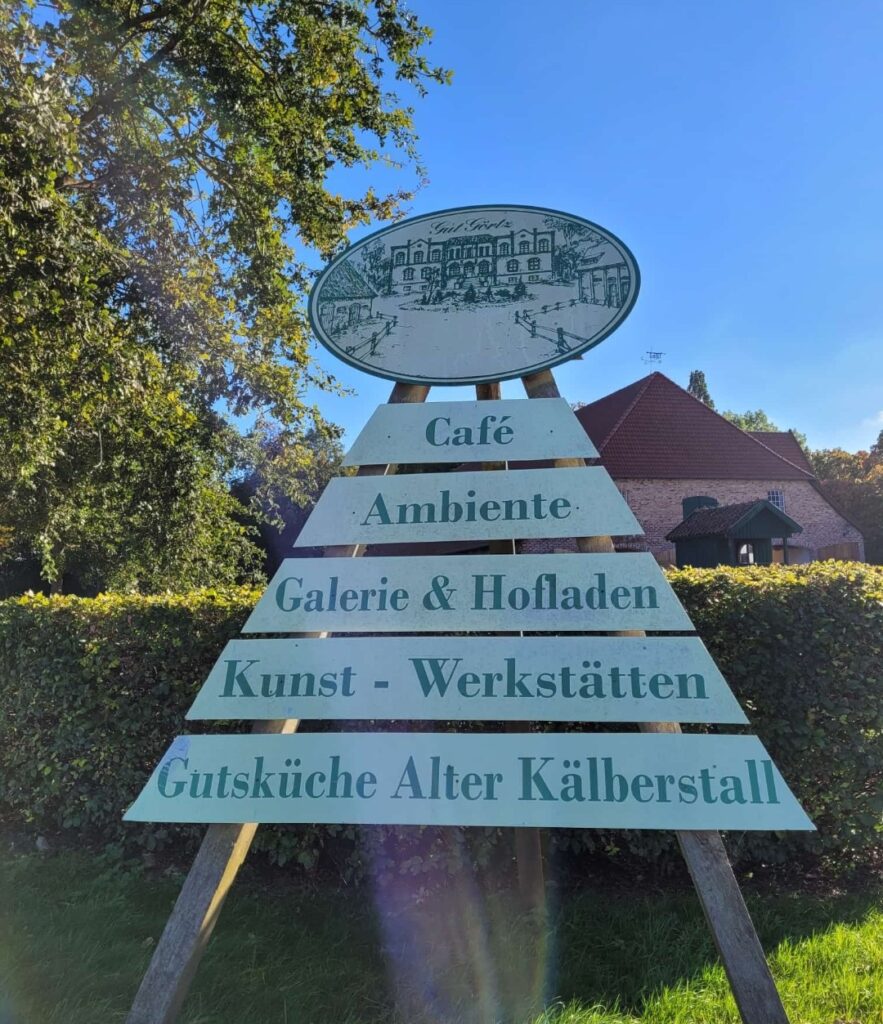 Gut Görtz
Café
Ambiente
Galerie & Hofladen
Kunst - Werkstätten
Gutsküche Alter Kälberstall